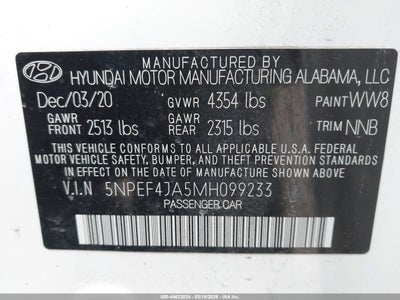 MANUFACTURED BY
HYUNDAI MOTOR MANUFACTURING ALABAMA, LLC
Dec/03/20 GVWR 4354 lbs PAINT WW8
GAWR FRONT 2513 lbs GAWR REAR 2315 lbs TRIM NNB
THIS VEHICLE CONFORMS TO ALL APPLICABLE U.S. FEDERAL
MOTOR VEHICLE SAFETY, BUMPER, AND THEFT PREVENTION STANDARDS
IN EFFECT ON THE DATE OF MANUFACTURE SHOWN ABOVE.
V.I.N 5NPEF4JA5MH099233
PASSENGER CAR